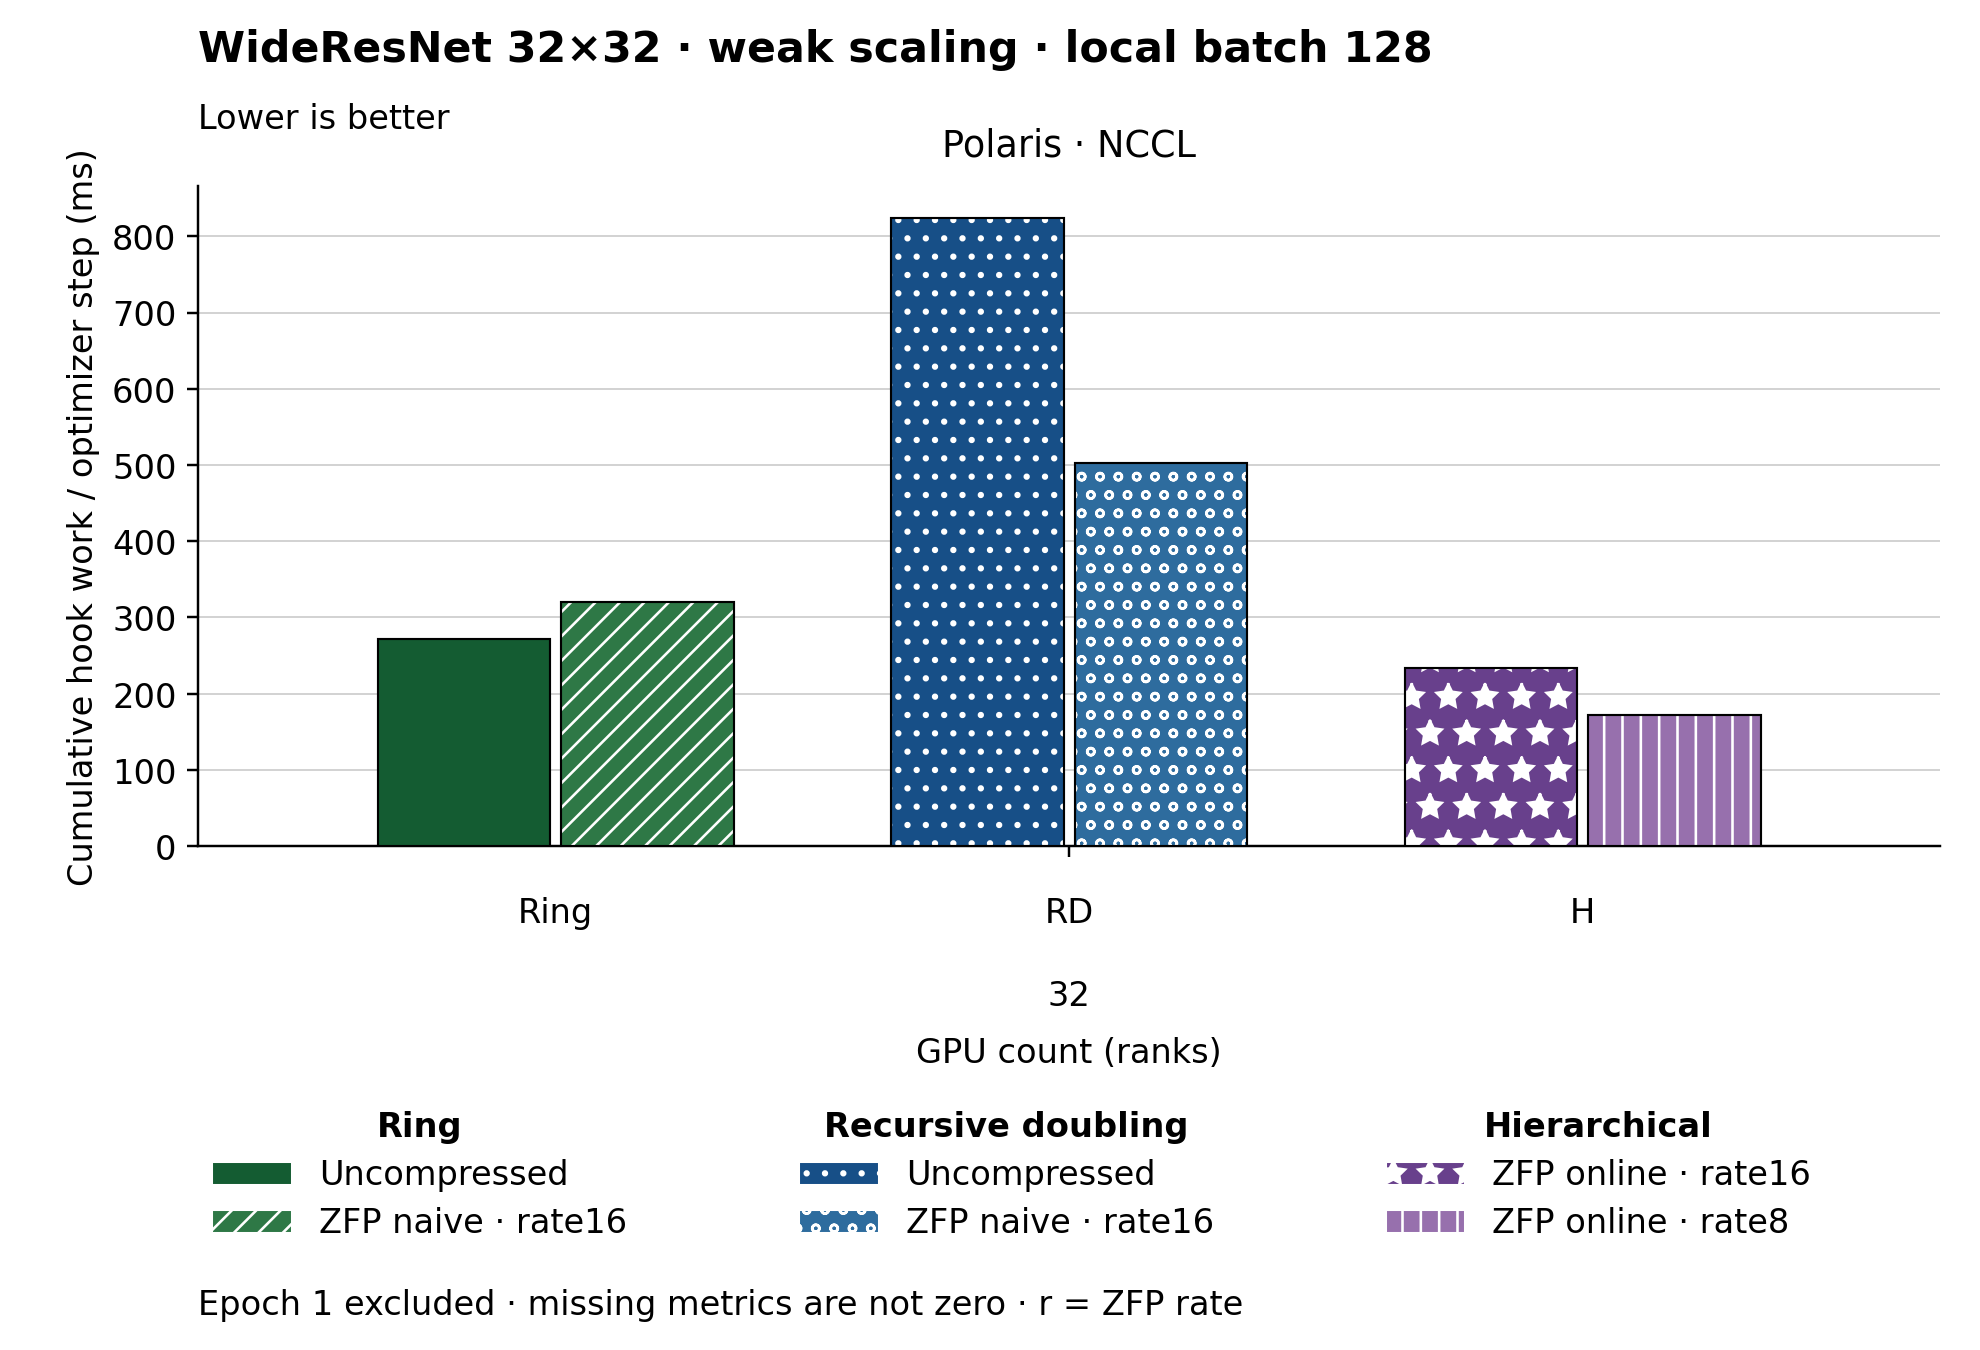 WideResNet 32×32 · weak scaling · local batch 128
Lower is better
Polaris · NCCL
Cumulative hook work / optimizer step (ms)
800
700
600
500
400
300
200
100
0
Ring RD H
32
GPU count (ranks)
Ring Recursive doubling Hierarchical
Uncompressed Uncompressed ZFP online · rate16
ZFP naive · rate16 ZFP naive · rate16 ZFP online · rate8
Epoch 1 excluded · missing metrics are not zero · r = ZFP rate